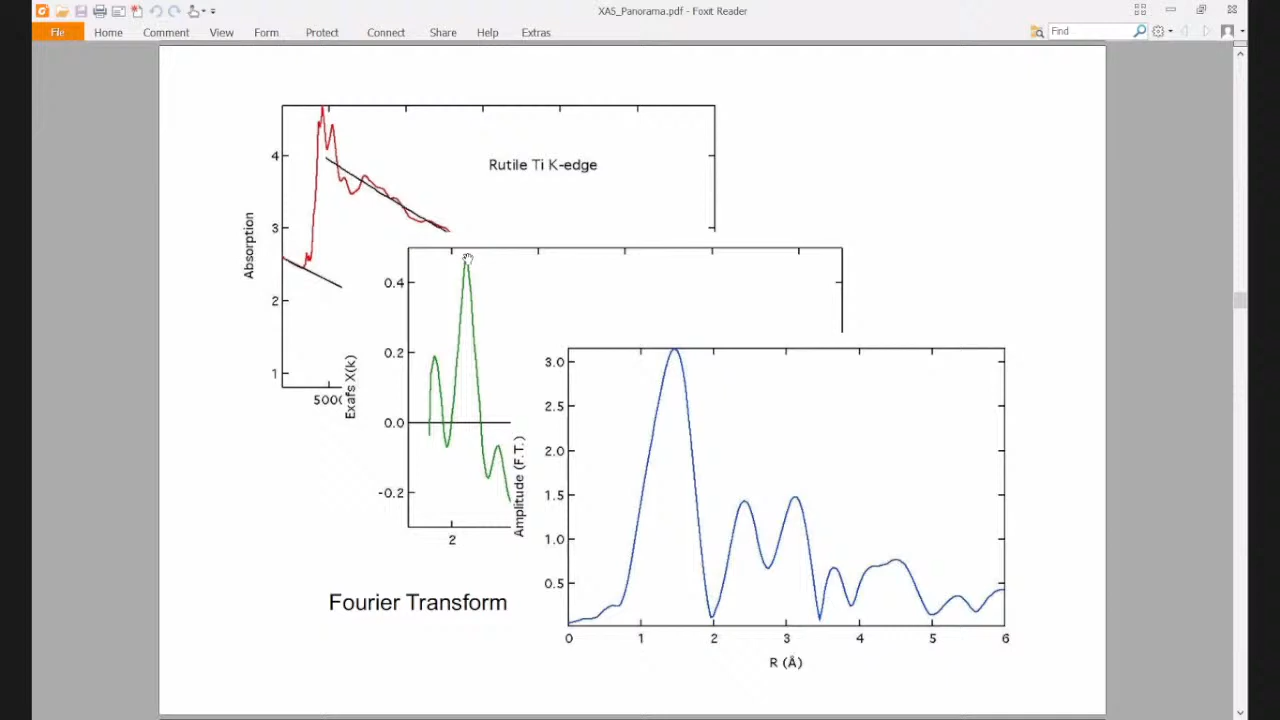 XAS_Panorama.pdf - Foxit Reader
File Home Comment View Form Protect Connect Share Help Extras Find
Rutile Ti K-edge
Absorption
4
3
2
1
500
Exafs X(k)
0.4
0.2
0.0
-0.2
2
Amplitude (F.T.)
3.0
2.5
2.0
1.5
1.0
0.5
0 1 2 3 4 5 6
R (Å)
Fourier Transform